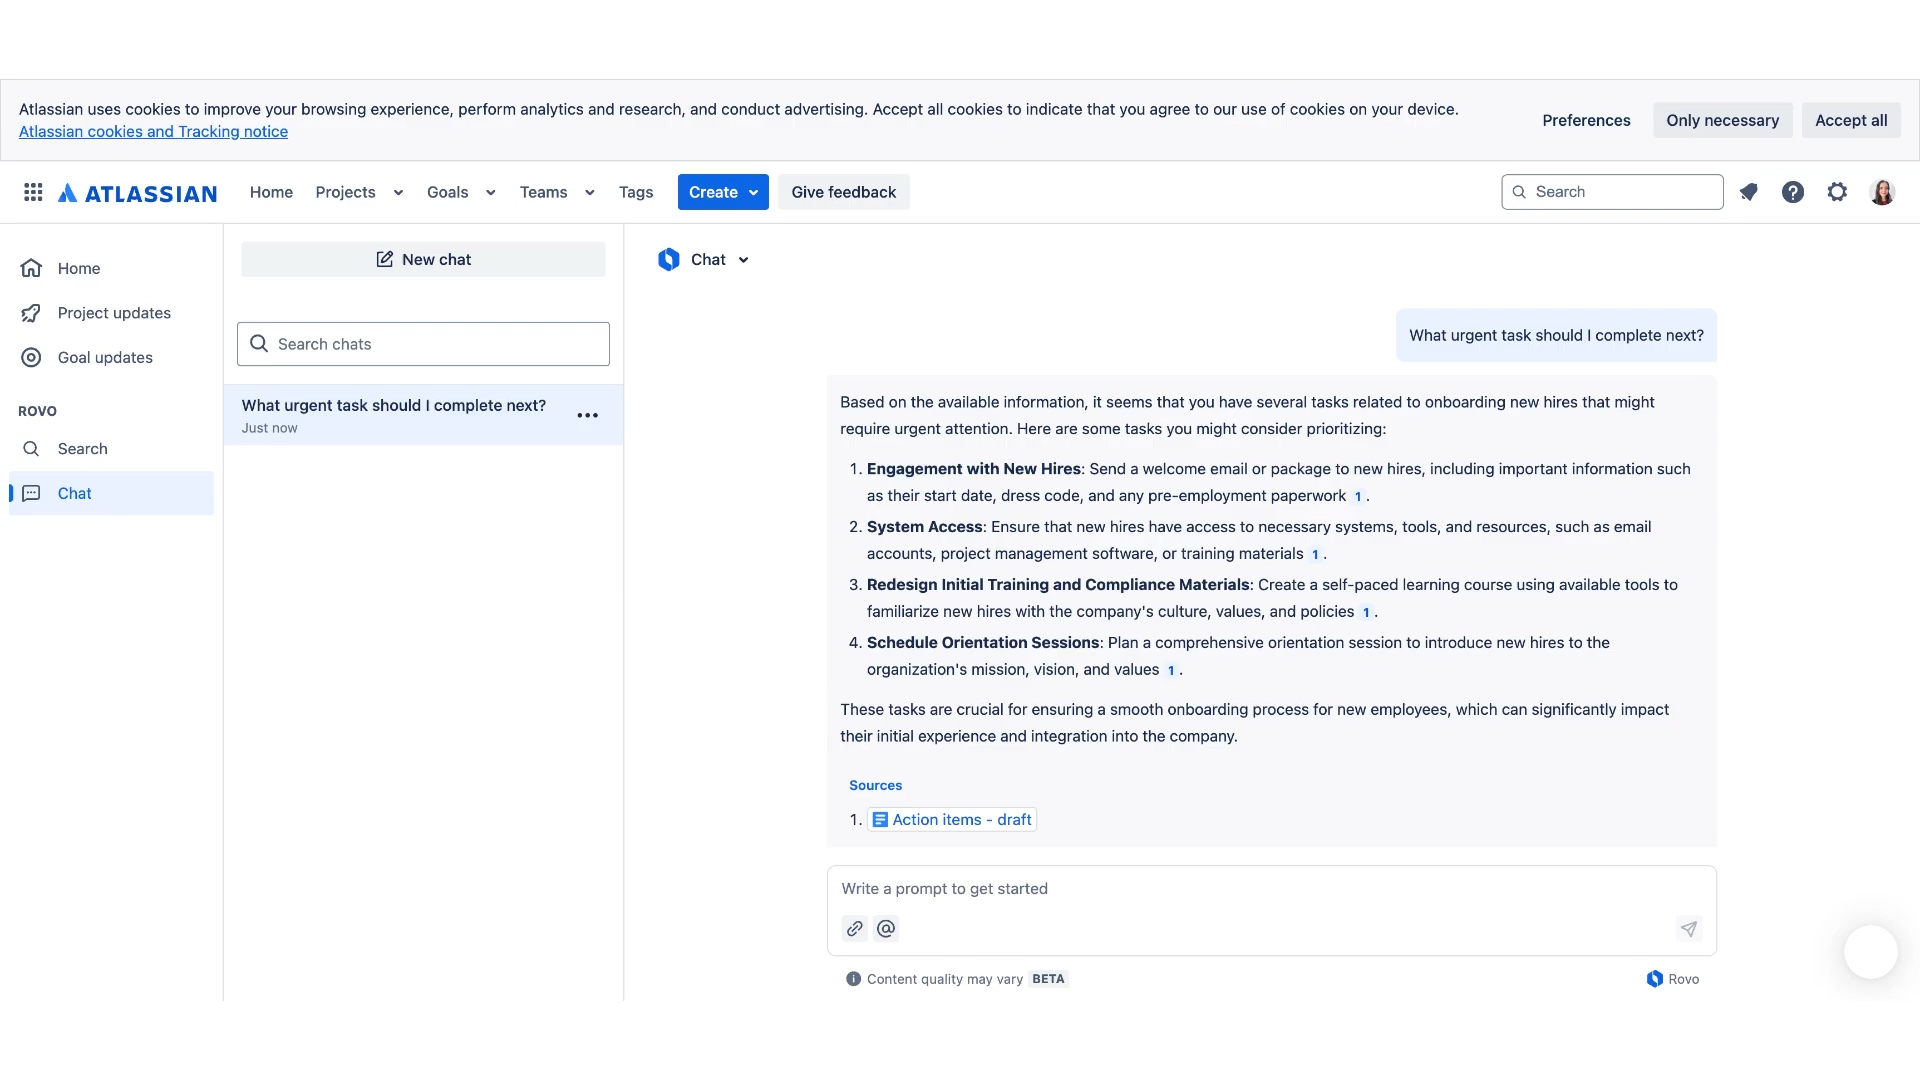 Atlassian uses cookies to improve your browsing experience, perform analytics and research, and conduct advertising. Accept all cookies to indicate that you agree to our use of cookies on your device.
Atlassian cookies and Tracking notice
Preferences
Only necessary
Accept all
ATLASSIAN
Home
Projects
Goals
Teams
Tags
Create
Give feedback
Search
Home
Project updates
Goal updates
ROVO
Search
Chat
New chat
Search chats
What urgent task should I complete next?
Just now
Chat
What urgent task should I complete next?
Based on the available information, it seems that you have several tasks related to onboarding new hires that might
require urgent attention. Here are some tasks you might consider prioritizing:
1. Engagement with New Hires: Send a welcome email or package to new hires, including important information such
as their start date, dress code, and any pre-employment paperwork 1.
2. System Access: Ensure that new hires have access to necessary systems, tools, and resources, such as email
accounts, project management software, or training materials 1.
3. Redesign Initial Training and Compliance Materials: Create a self-paced learning course using available tools to
familiarize new hires with the company's culture, values, and policies 1.
4. Schedule Orientation Sessions: Plan a comprehensive orientation session to introduce new hires to the
organization's mission, vision, and values 1.
These tasks are crucial for ensuring a smooth onboarding process for new employees, which can significantly impact
their initial experience and integration into the company.
Sources
1. Action items - draft
Write a prompt to get started
Content quality may vary BETA
Rovo